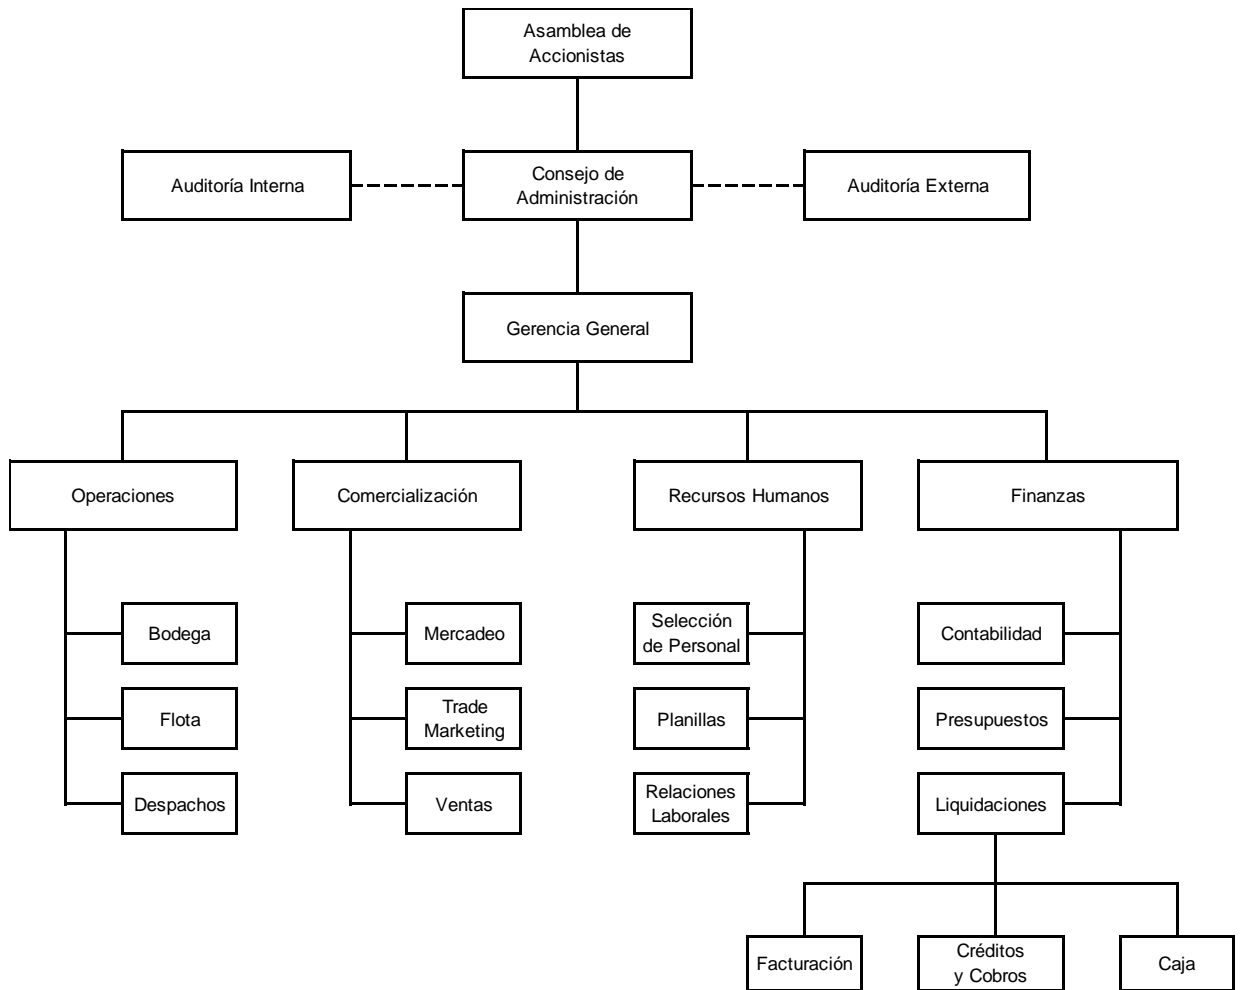 Asamblea de
Accionistas
Auditoría Interna
Consejo de
Administración
Auditoría Externa
Gerencia General
Operaciones
Comercialización
Recursos Humanos
Finanzas
Bodega
Mercadeo
Selección
de Personal
Contabilidad
Flota
Trade
Marketing
Planillas
Presupuestos
Despachos
Ventas
Relaciones
Laborales
Liquidaciones
Facturación
Créditos
y Cobros
Caja